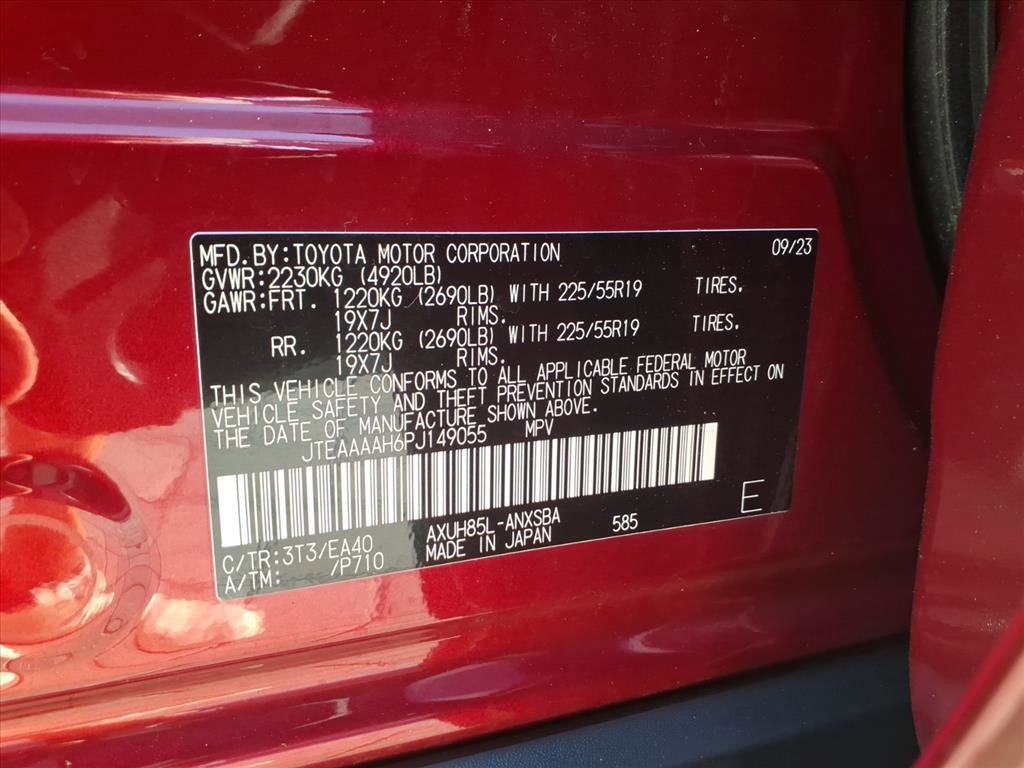 MFD. BY: TOYOTA MOTOR CORPORATION 09/23
GVWR: 2230KG (4920LB)
GAWR: FRT. 1220KG (2690LB) WITH 225/55R19 TIRES.
19X7J RIMS.
RR. 1220KG (2690LB) WITH 225/55R19 TIRES.
19X7J RIMS.
THIS VEHICLE CONFORMS TO ALL APPLICABLE FEDERAL MOTOR
VEHICLE SAFETY AND THEFT PREVENTION STANDARDS IN EFFECT ON
THE DATE OF MANUFACTURE SHOWN ABOVE.
JTEAAAAH6PJ149055 MPV
E
C/TR: 3T3/EA40 AXUH85L-ANXSBA 585
A/TM: /P710 MADE IN JAPAN